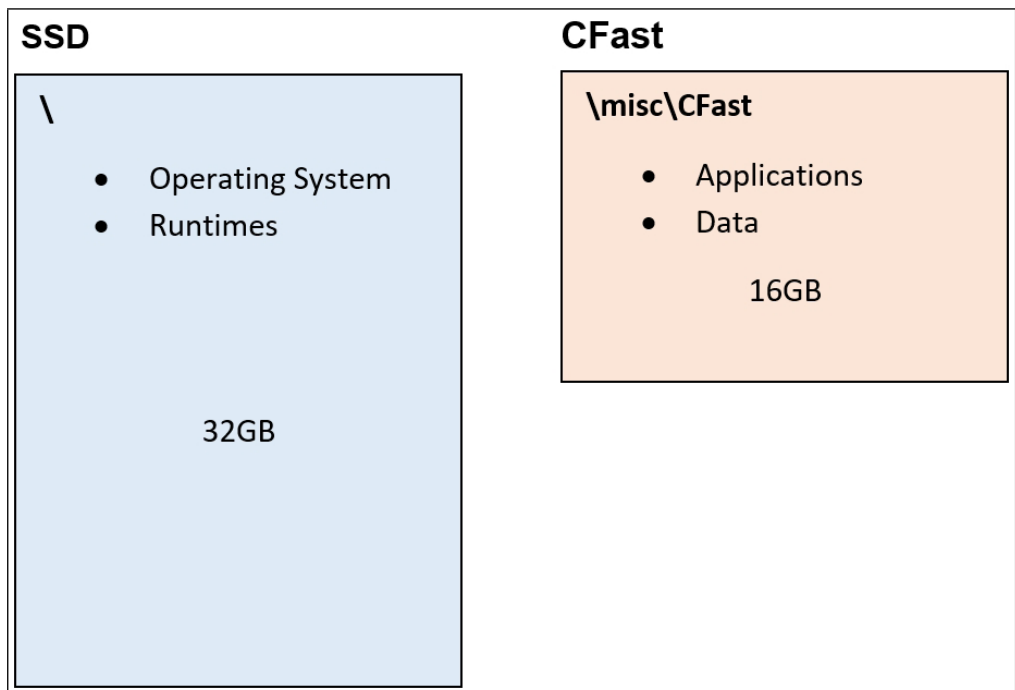 SSD
\
• Operating System
• Runtimes
32GB
CFast
\misc\CFast
• Applications
• Data
16GB